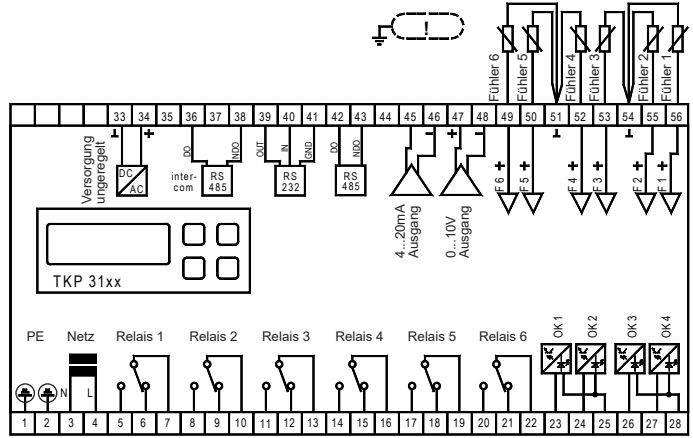 !
Fühler 6
Fühler 5
Fühler 4
Fühler 3
Fühler 2
Fühler 1
33 34 35 36 37 38 39 40 41 42 43 44 45 46 47 48 49 50 51 52 53 54 55 56
⊥ +
Versorgung
ungeregelt
DC
AC
DO
NDO
inter-
com
RS
485
OUT
IN
GND
RS
232
DO
NDO
RS
485
−
4...20mA
Ausgang
+ −
0...10V
Ausgang
F 6 +
F 5 +
⊥
F 4 +
F 3 +
⊥
F 2 +
F 1 +
TKP 31xx
PE
Netz
Relais 1
Relais 2
Relais 3
Relais 4
Relais 5
Relais 6
OK 1
OK 2
OK 3
OK 4
N
L
1 2 3 4 5 6 7 8 9 10 11 12 13 14 15 16 17 18 19 20 21 22 23 24 25 26 27 28